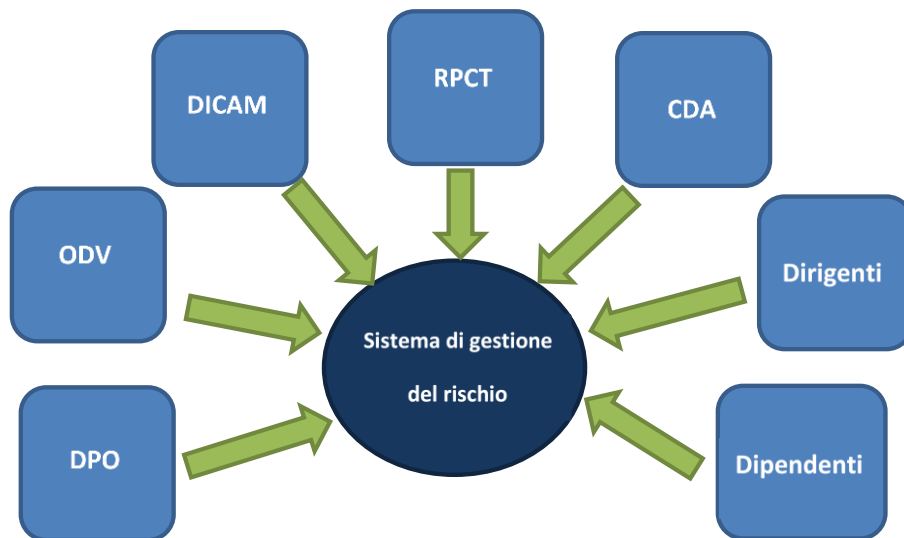 RPCT
DICAM
CDA
ODV
Dirigenti
Sistema di gestione
del rischio
DPO
Dipendenti